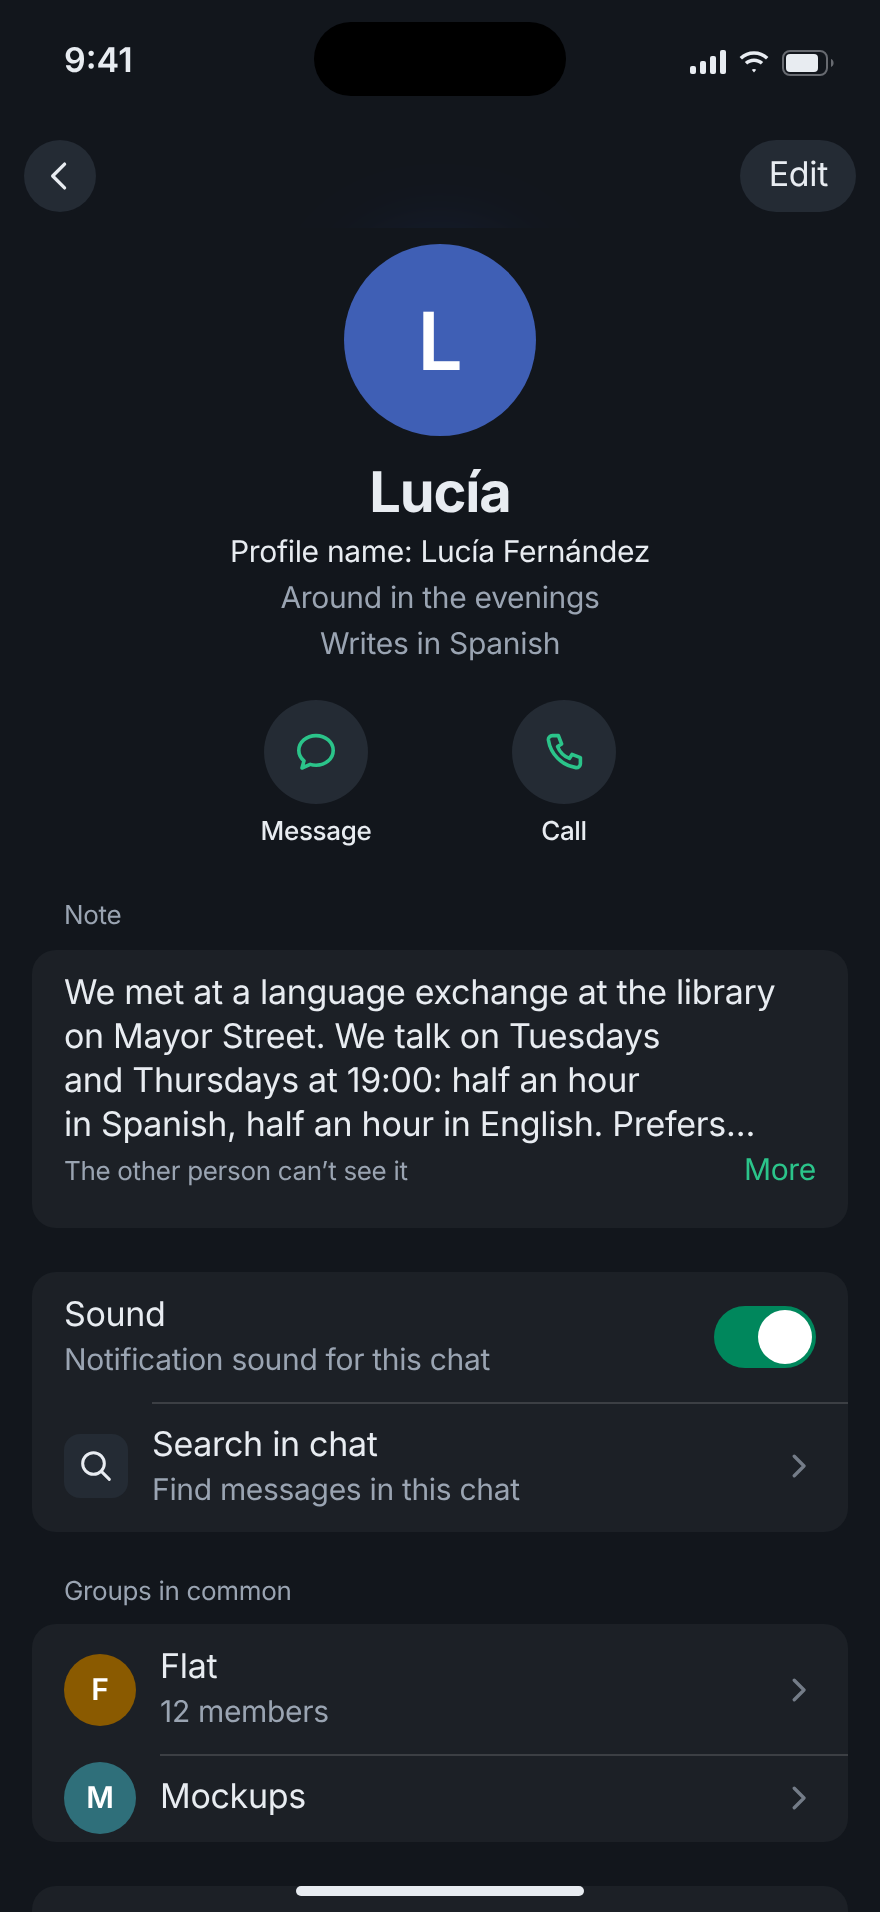 9:41
Edit
L
Lucía
Profile name: Lucía Fernández
Around in the evenings
Writes in Spanish
Message
Call
Note
We met at a language exchange at the library
on Mayor Street. We talk on Tuesdays
and Thursdays at 19:00: half an hour
in Spanish, half an hour in English. Prefers…
The other person can’t see it
More
Sound
Notification sound for this chat
Search in chat
Find messages in this chat
Groups in common
F
Flat
12 members
M
Mockups